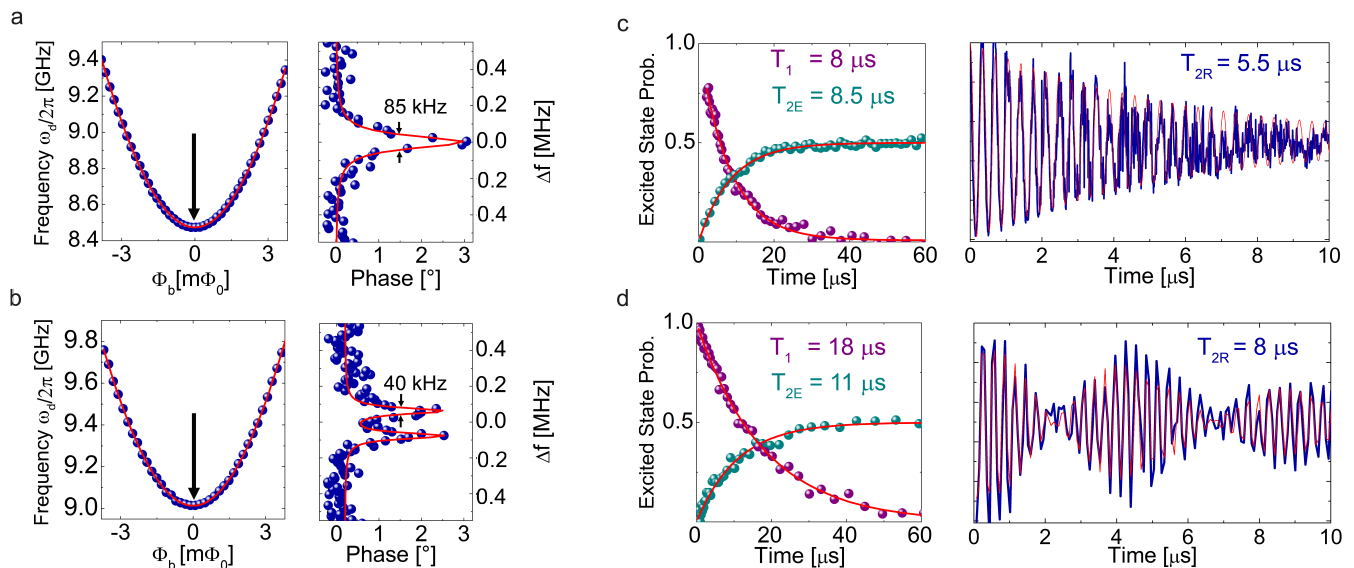 a
Frequency ω_d/2π [GHz]
9.4
9.2
9.0
8.8
8.6
8.4
-3
0
3
Φ_b[mΦ_0]
85 kHz
0.4
0.2
0.0
0.2
0.4
Δf [MHz]
0
1
2
3
Phase [°]
b
Frequency ω_d/2π [GHz]
9.8
9.6
9.4
9.2
9.0
-3
0
3
Φ_b[mΦ_0]
40 kHz
0.4
0.2
0.0
0.2
0.4
Δf [MHz]
0
1
2
3
Phase [°]
c
Excited State Prob.
1.0
0.5
0
T_1 = 8 μs
T_2E = 8.5 μs
0
20
40
60
Time [μs]
T_2R = 5.5 μs
0
2
4
6
8
10
Time [μs]
d
Excited State Prob.
1.0
0.5
0
T_1 = 18 μs
T_2E = 11 μs
0
20
40
60
Time [μs]
T_2R = 8 μs
0
2
4
6
8
10
Time [μs]